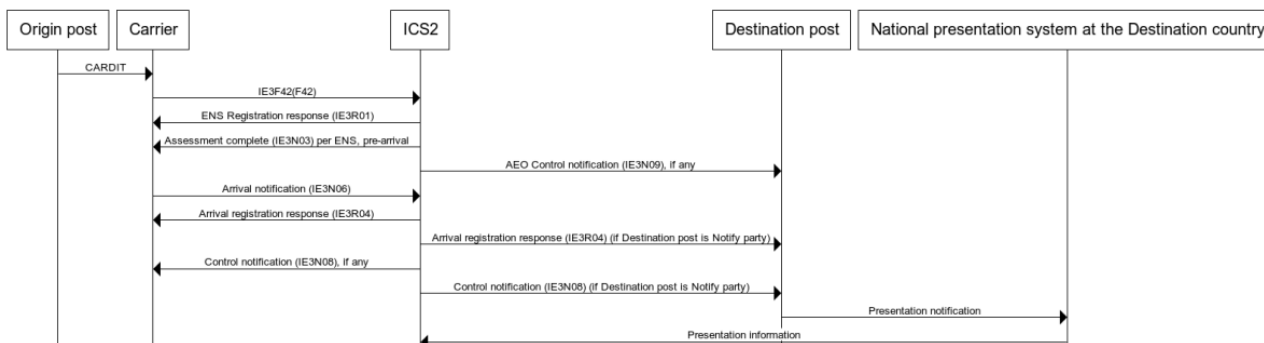 Origin post
Carrier
ICS2
Destination post
National presentation system at the Destination country
CARDIT
IE3F42(F42)
ENS Registration response (IE3R01)
Assessment complete (IE3N03) per ENS, pre-arrival
AEO Control notification (IE3N09), if any
Arrival notification (IE3N06)
Arrival registration response (IE3R04)
Arrival registration response (IE3R04) (if Destination post is Notify party)
Control notification (IE3N08), if any
Control notification (IE3N08) (if Destination post is Notify party)
Presentation notification
Presentation information